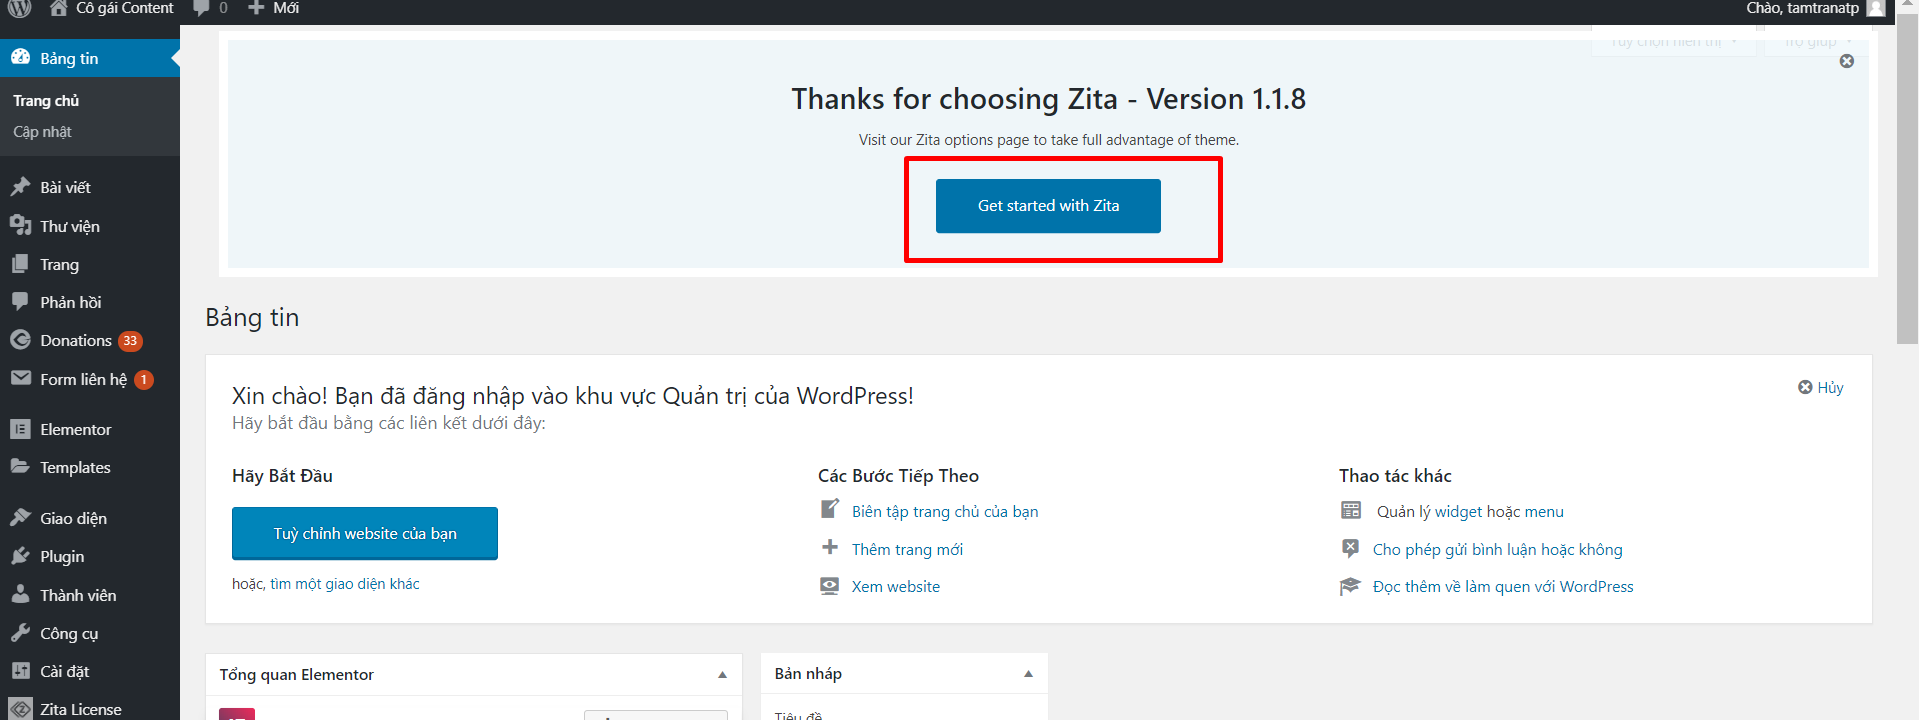 Cô gái Content 0 Mới Chào, tamtranatp
Bảng tin
Trang chủ
Cập nhật
Bài viết
Thư viện
Trang
Phản hồi
Donations 33
Form liên hệ 1
Elementor
Templates
Giao diện
Plugin
Thành viên
Công cụ
Cài đặt
Zita License
Tuỳ chọn hiển thị Trợ giúp
Thanks for choosing Zita - Version 1.1.8
Visit our Zita options page to take full advantage of theme.
Get started with Zita
Bảng tin
Xin chào! Bạn đã đăng nhập vào khu vực Quản trị của WordPress!
Hủy
Hãy bắt đầu bằng các liên kết dưới đây:
Hãy Bắt Đầu
Tuỳ chỉnh website của bạn
hoặc, tìm một giao diện khác
Các Bước Tiếp Theo
Biên tập trang chủ của bạn
Thêm trang mới
Xem website
Thao tác khác
Quản lý widget hoặc menu
Cho phép gửi bình luận hoặc không
Đọc thêm về làm quen với WordPress
Tổng quan Elementor
Bản nháp
Tiêu đề